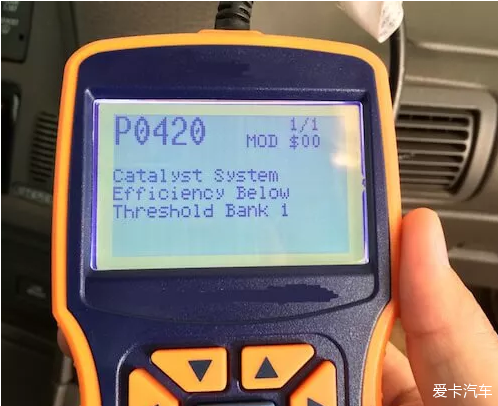 P0420
1/1
MOD $00
Catalyst System
Efficiency Below
Threshold Bank 1
爱卡汽车